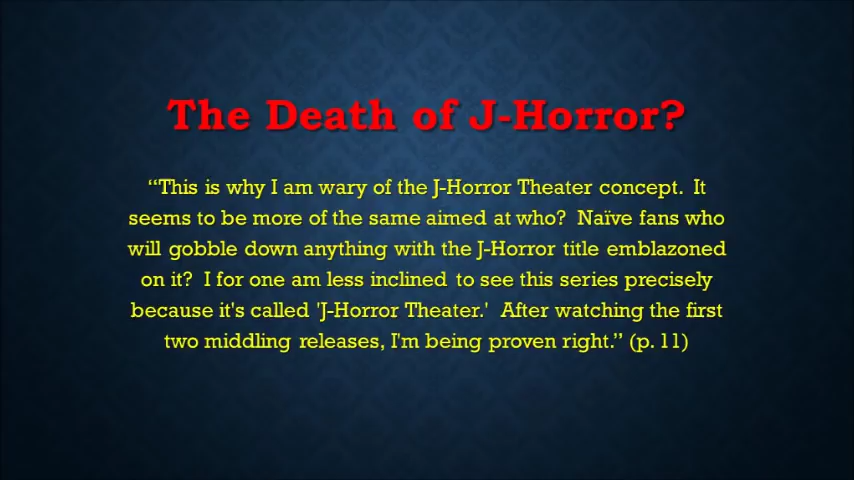 The Death of J-Horror?
“This is why I am wary of the J-Horror Theater concept.  It
seems to be more of the same aimed at who?  Naïve fans who
will gobble down anything with the J-Horror title emblazoned
on it?  I for one am less inclined to see this series precisely
because it's called 'J-Horror Theater.'  After watching the first
two middling releases, I'm being proven right.” (p. 11)